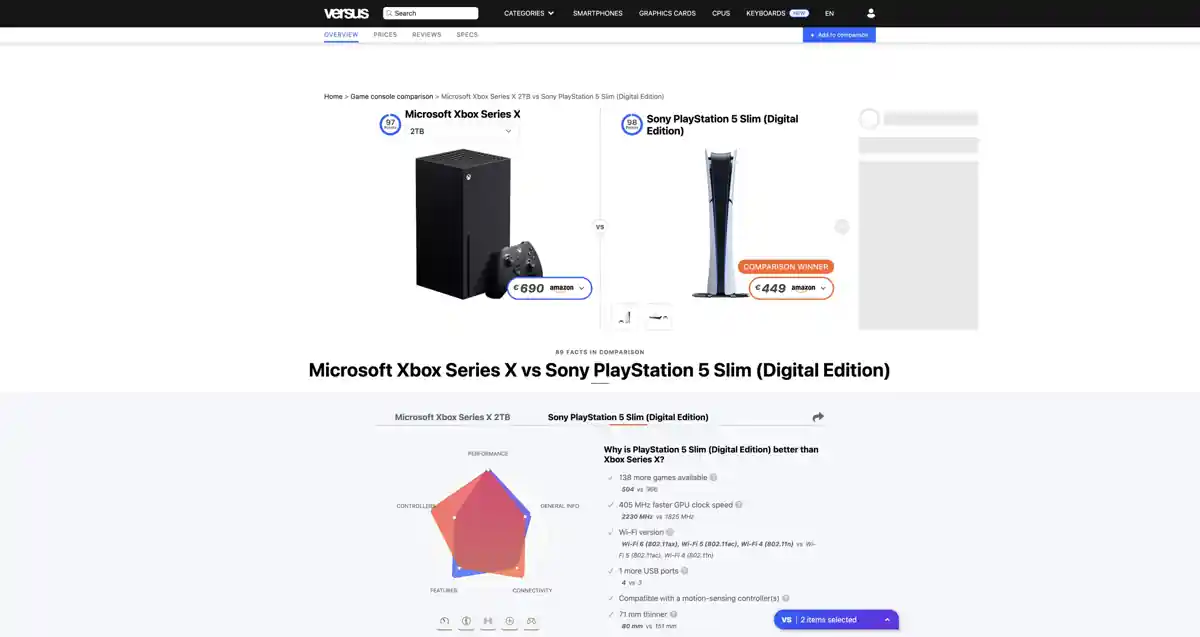 versus
Search
CATEGORIES
SMARTPHONES
GRAPHICS CARDS
CPUS
KEYBOARDS NEW
EN
OVERVIEW
PRICES
REVIEWS
SPECS
+ Add to comparison
Home > Game console comparison > Microsoft Xbox Series X 2TB vs Sony PlayStation 5 Slim (Digital Edition)
97
Points
Microsoft Xbox Series X
2TB
98
Points
Sony PlayStation 5 Slim (Digital
Edition)
VS
COMPARISON WINNER
€ 690 amazon
€ 449 amazon
89 FACTS IN COMPARISON
Microsoft Xbox Series X vs Sony PlayStation 5 Slim (Digital Edition)
Microsoft Xbox Series X 2TB
Sony PlayStation 5 Slim (Digital Edition)
PERFORMANCE
CONTROLLERS
GENERAL INFO
FEATURES
CONNECTIVITY
Why is PlayStation 5 Slim (Digital Edition) better than
Xbox Series X?
138 more games available ?
504 vs 366
405 MHz faster GPU clock speed ?
2230 MHz vs 1825 MHz
Wi-Fi version ?
Wi-Fi 6 (802.11ax), Wi-Fi 5 (802.11ac), Wi-Fi 4 (802.11n) vs Wi-
Fi 5 (802.11ac), Wi-Fi 4 (802.11n)
1 more USB ports ?
4 vs 3
Compatible with a motion-sensing controller(s) ?
71 mm thinner ?
80 mm vs 151 mm
VS | 2 items selected